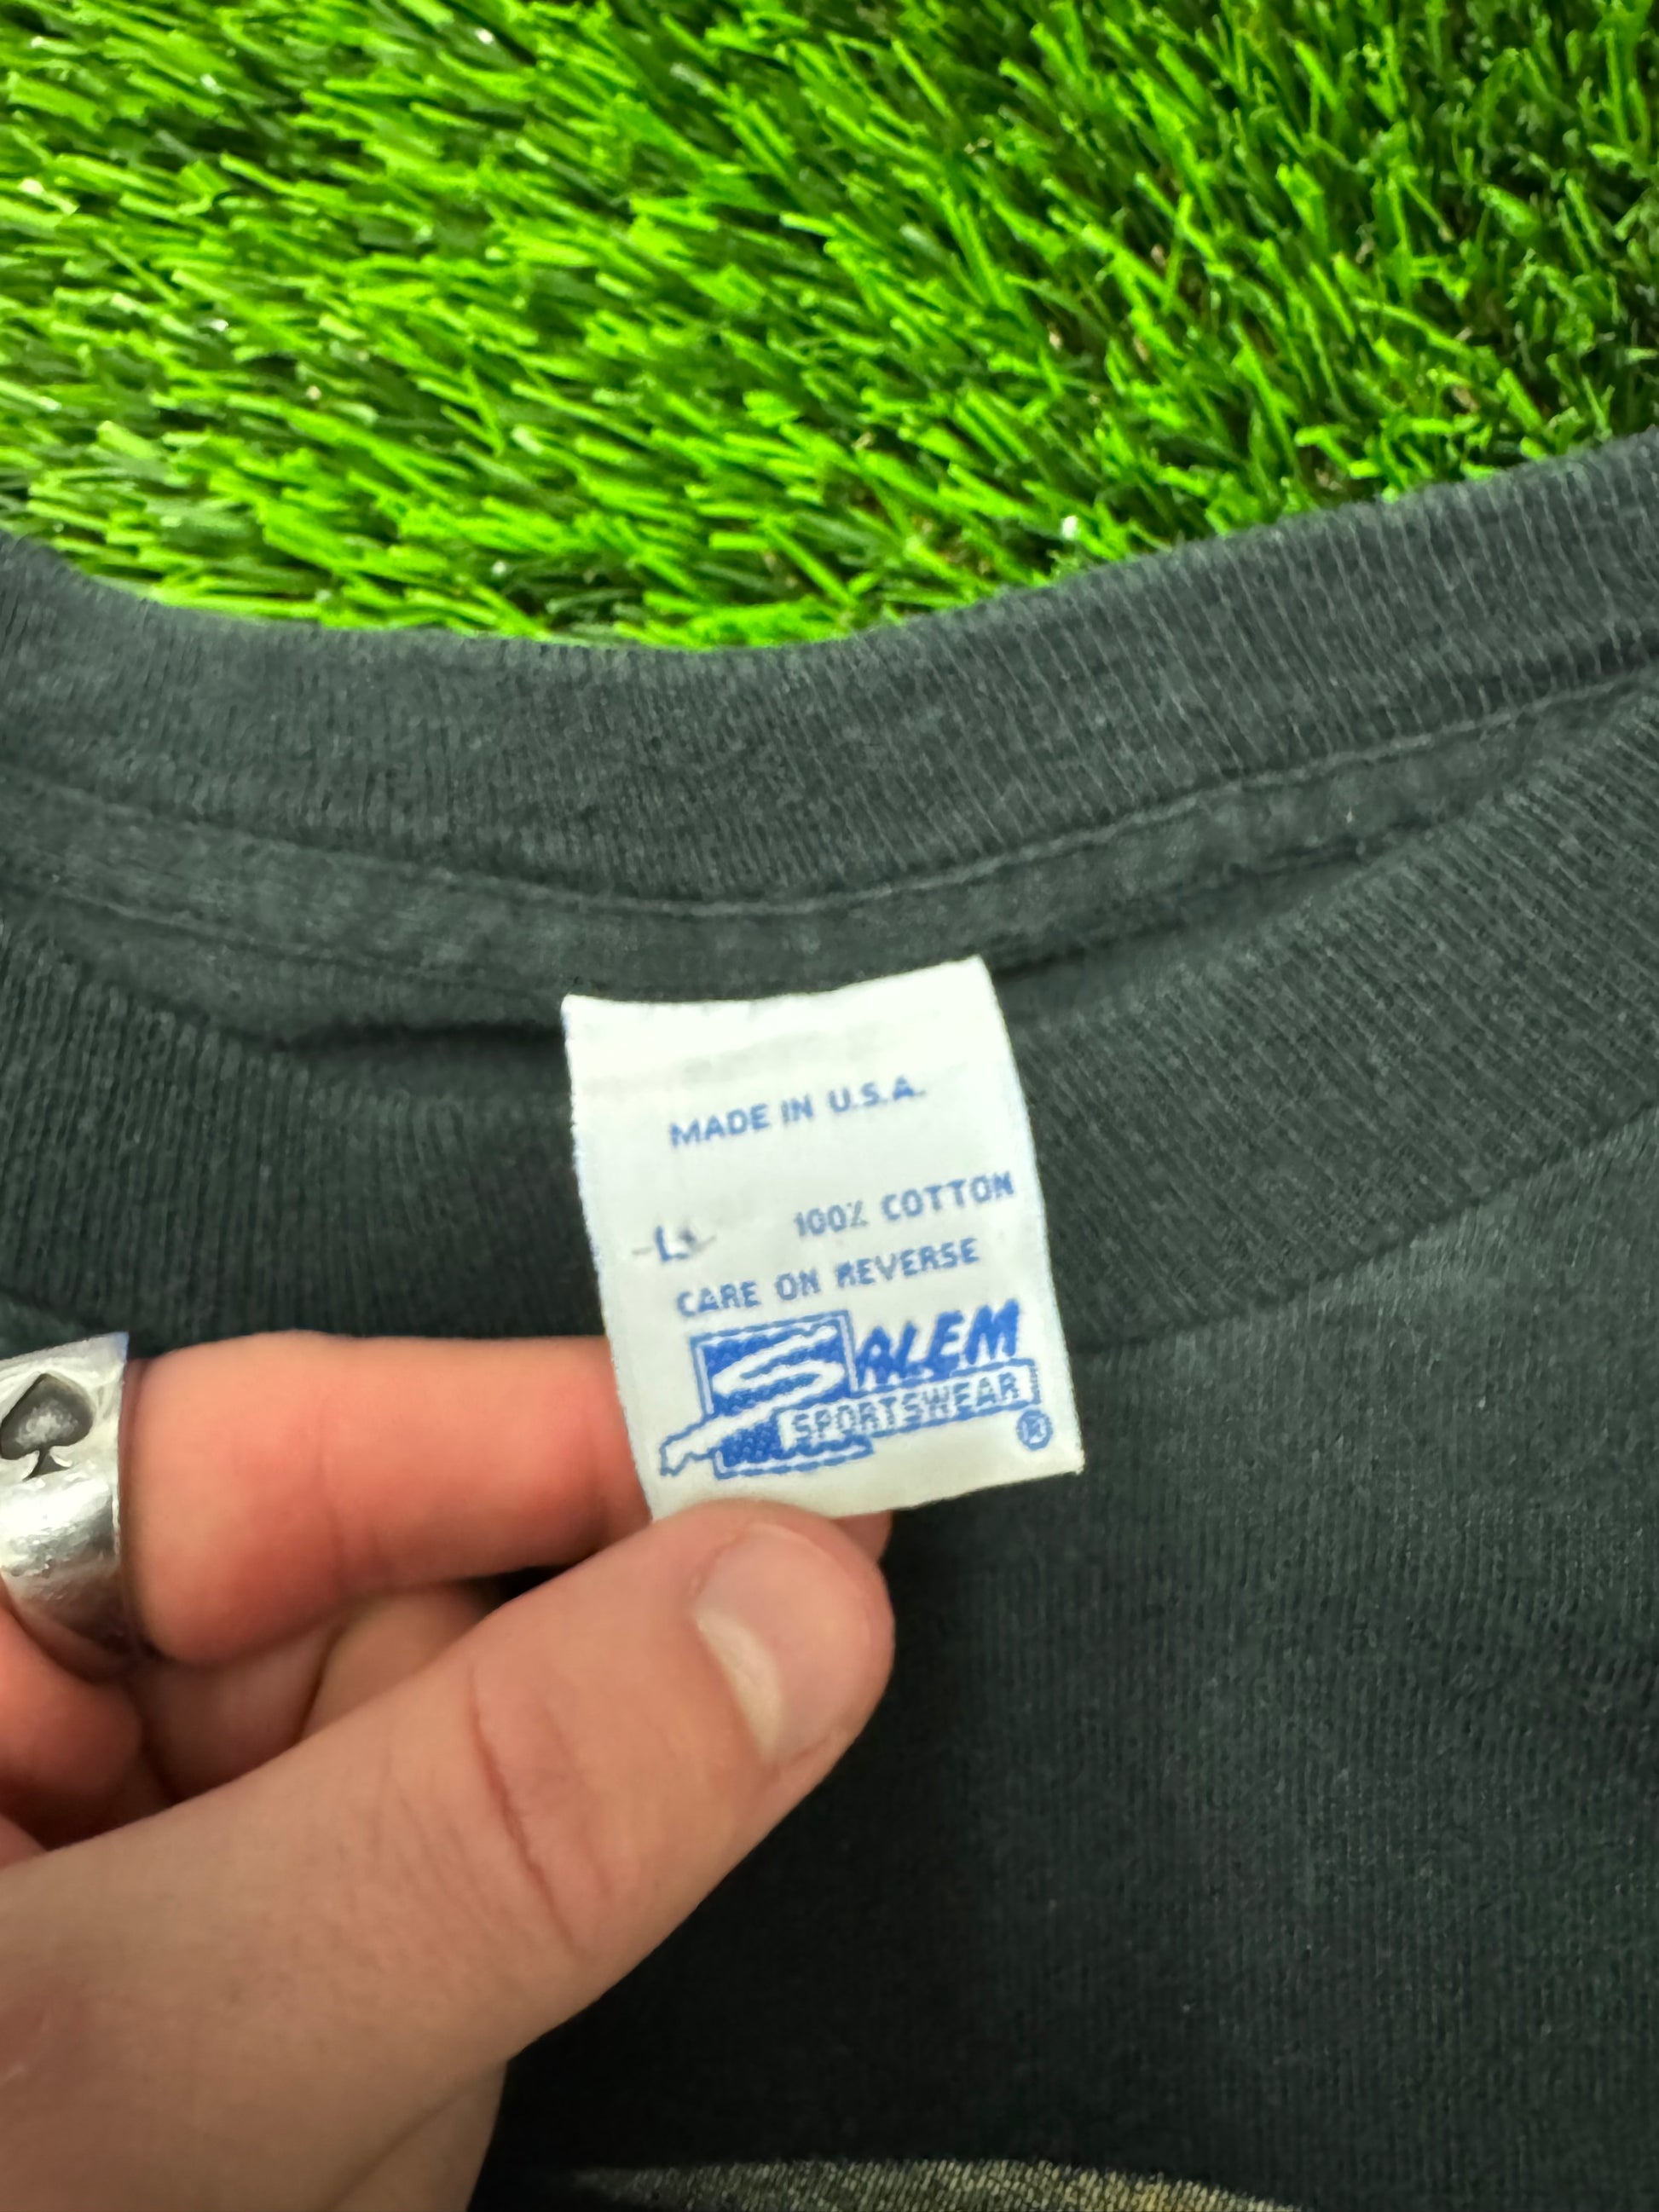 MADE IN U.S.A.
L 100% COTTON
CARE ON REVERSE
SALEM
SPORTSWEAR
®